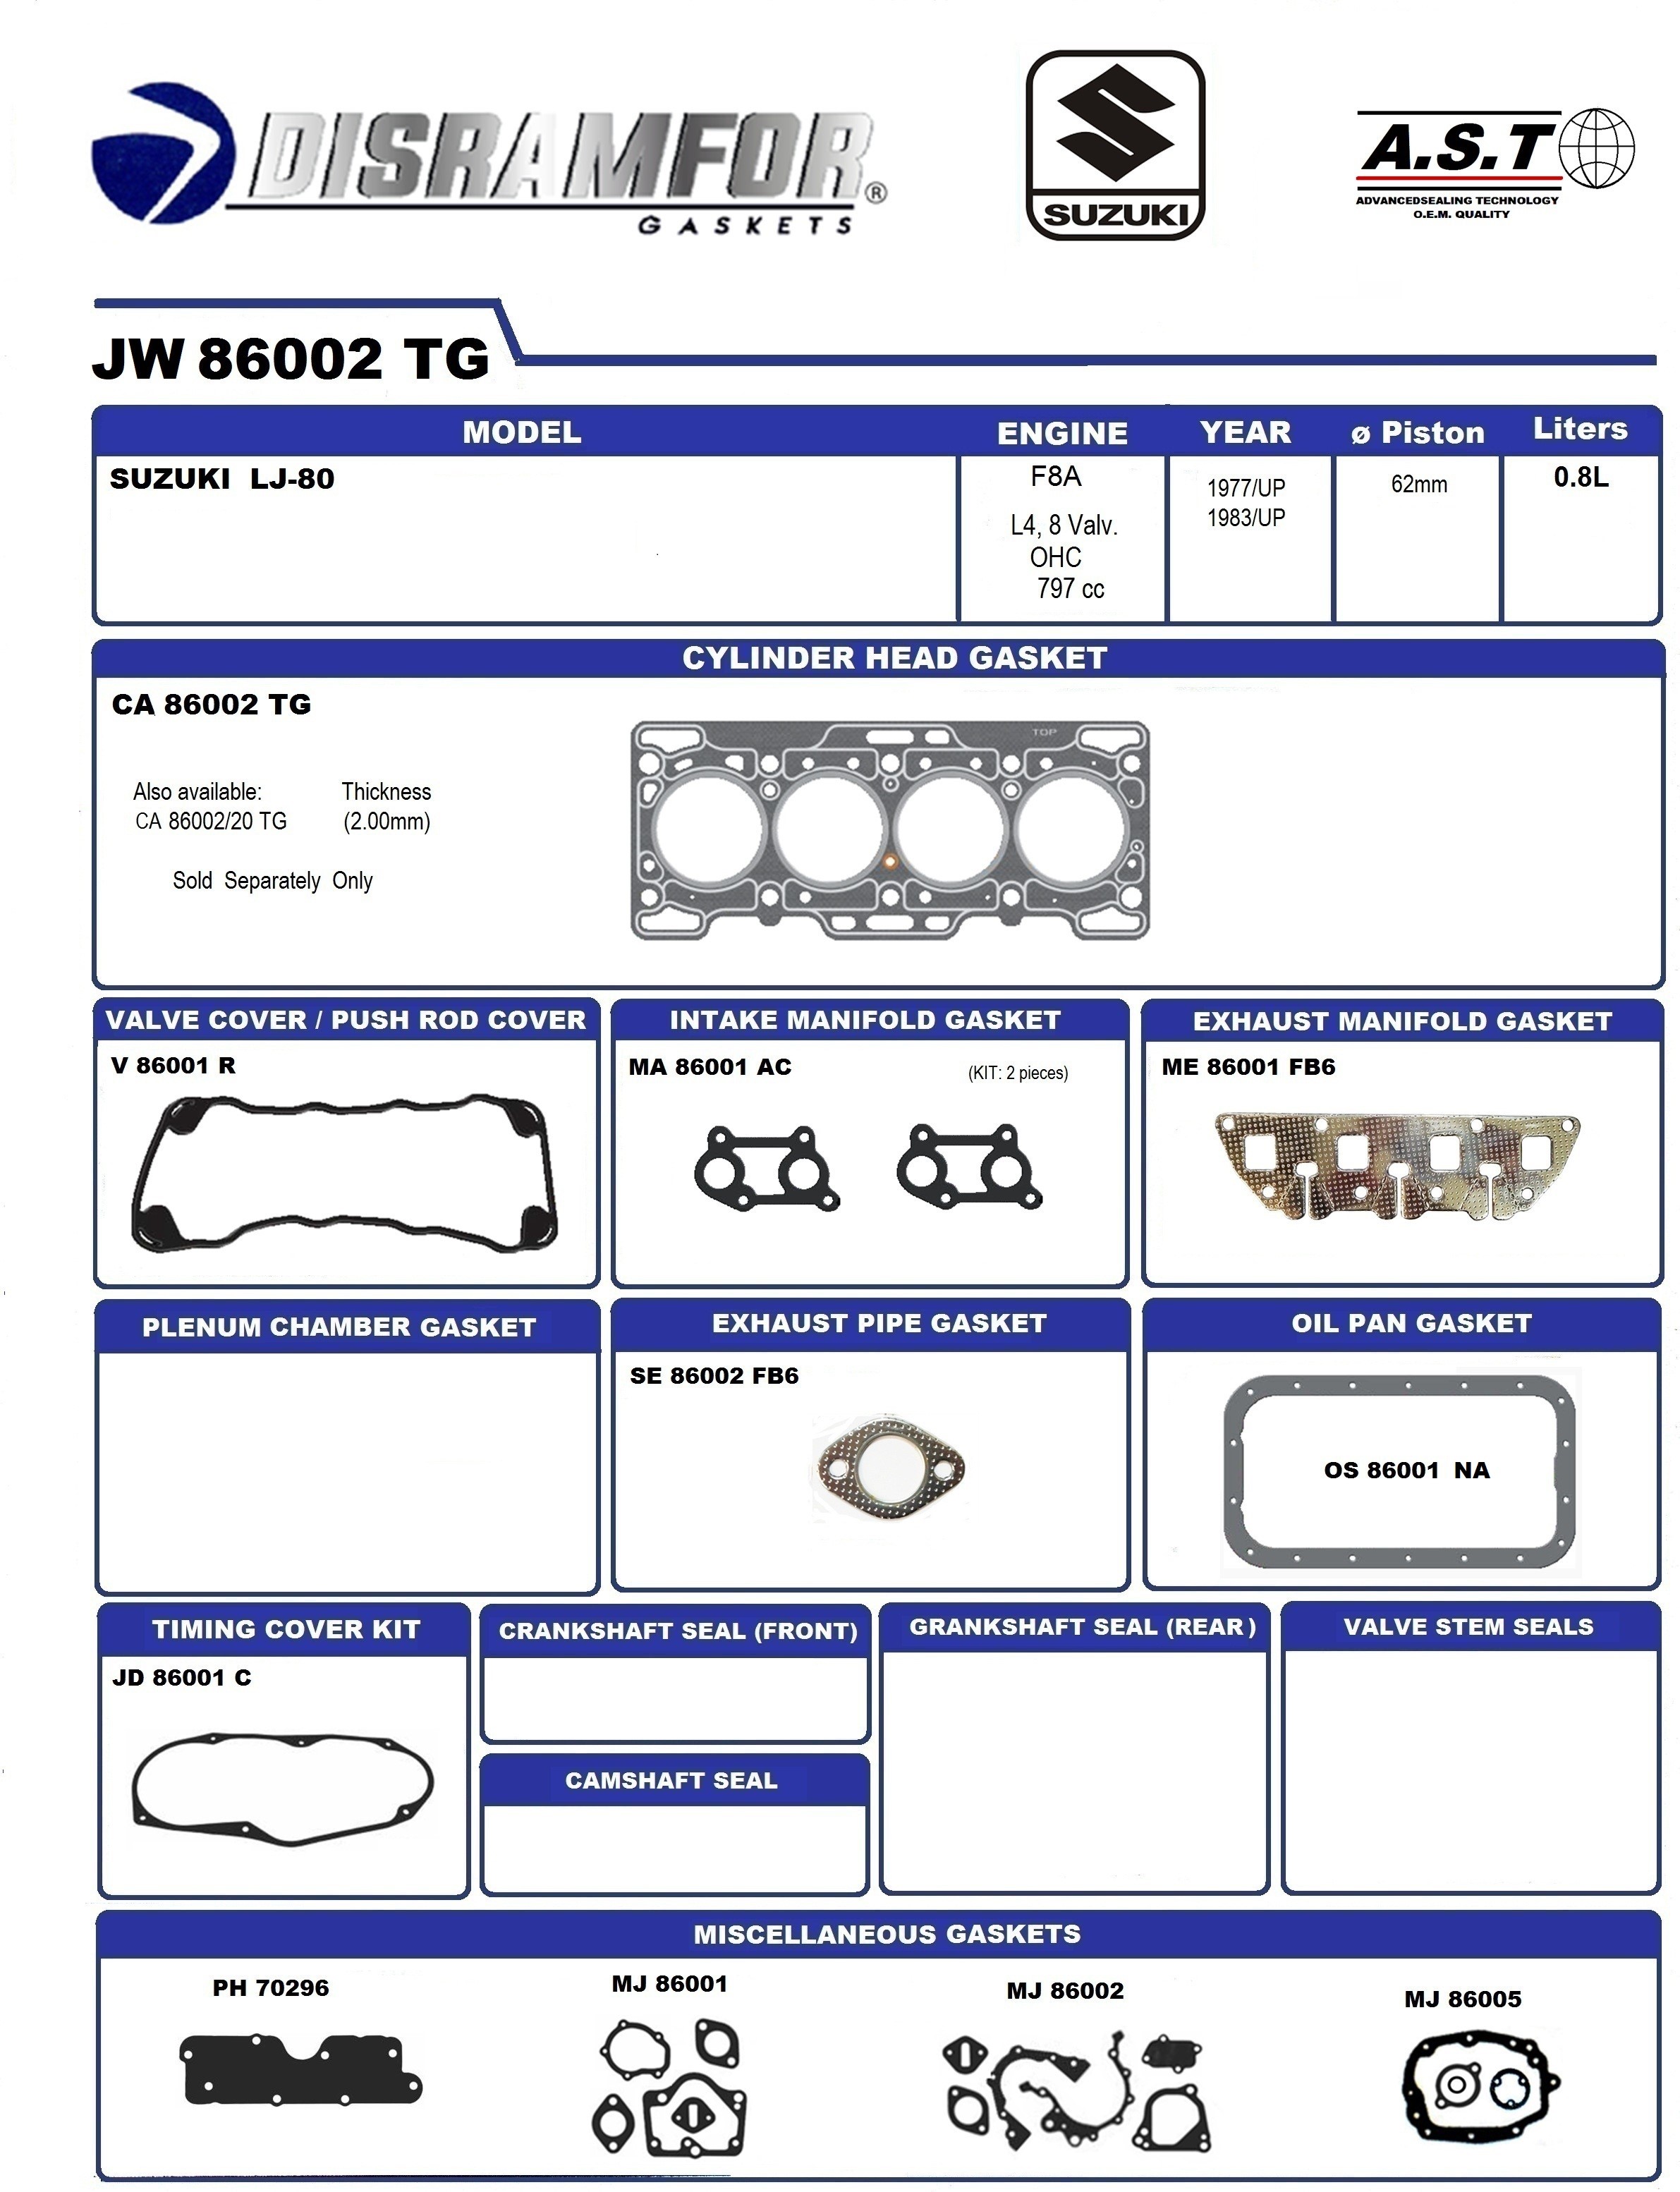 DISRAMFOR®
GASKETS
SUZUKI
A.S.T
ADVANCEDSEALING TECHNOLOGY
O.E.M. QUALITY
JW 86002 TG
MODEL ENGINE YEAR ø Piston Liters
SUZUKI LJ-80
F8A
L4, 8 Valv.
OHC
797 cc
1977/UP
1983/UP
62mm
0.8L
CYLINDER HEAD GASKET
CA 86002 TG
TOP
Also available: Thickness
CA 86002/20 TG (2.00mm)
Sold Separately Only
VALVE COVER / PUSH ROD COVER
V 86001 R
INTAKE MANIFOLD GASKET
MA 86001 AC (KIT: 2 pieces)
EXHAUST MANIFOLD GASKET
ME 86001 FB6
PLENUM CHAMBER GASKET
EXHAUST PIPE GASKET
SE 86002 FB6
OIL PAN GASKET
OS 86001 NA
TIMING COVER KIT
JD 86001 C
CRANKSHAFT SEAL (FRONT)
CAMSHAFT SEAL
GRANKSHAFT SEAL (REAR)
VALVE STEM SEALS
MISCELLANEOUS GASKETS
PH 70296
MJ 86001
MJ 86002
MJ 86005